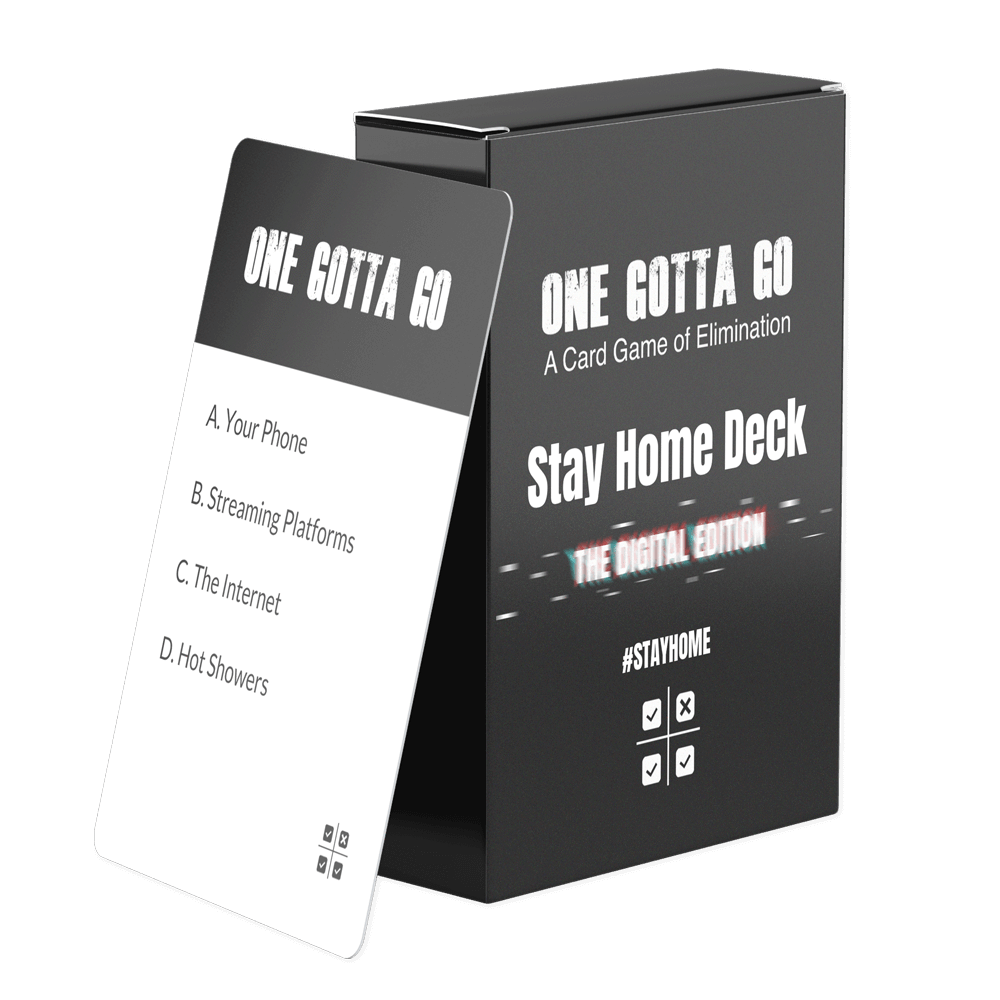 ONE GOTTA GO
A. Your Phone
B. Streaming Platforms
C. The Internet
D. Hot Showers
ONE GOTTA GO
A Card Game of Elimination
Stay Home Deck
THE DIGITAL EDITION
#STAYHOME